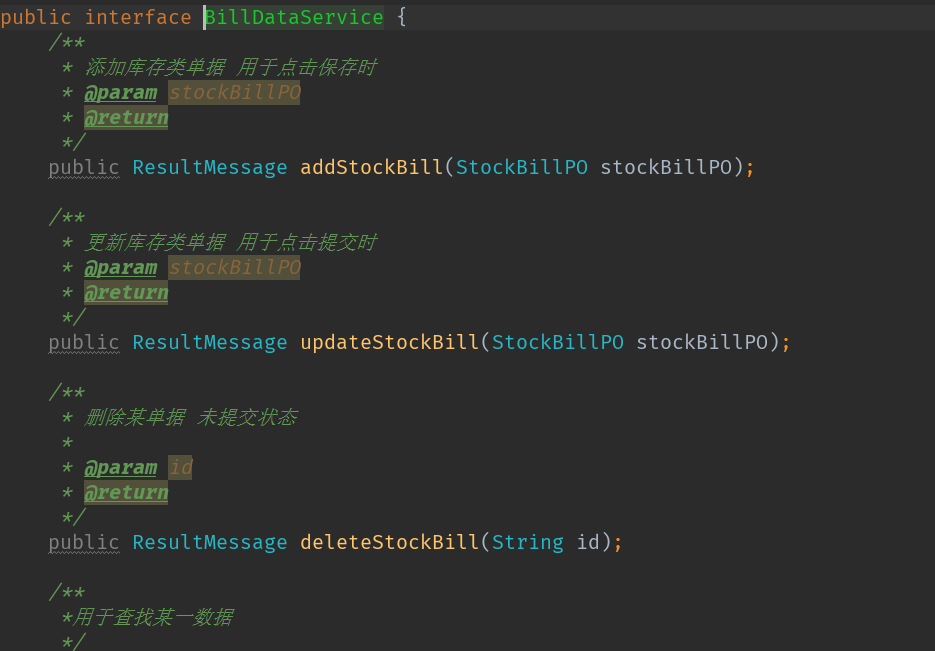 public interface BillDataService {
/**
* 添加库存类单据 用于点击保存时
* @param stockBillPO
* @return
*/
public ResultMessage addStockBill(StockBillPO stockBillPO);
/**
* 更新库存类单据 用于点击提交时
* @param stockBillPO
* @return
*/
public ResultMessage updateStockBill(StockBillPO stockBillPO);
/**
* 删除某单据 未提交状态
*
* @param id
* @return
*/
public ResultMessage deleteStockBill(String id);
/**
*用于查找某一数据
*/